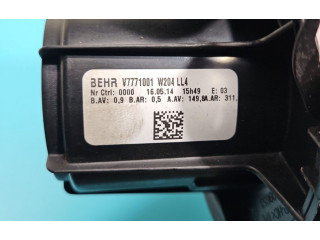 BEHR V7771001 W204 LL4
Nr Ctrl: 0000 16.05.14 15h49 E: 03
B.AV: 0,9 B.AR: 0,5 A.AV: 149,6A.AR: 311,